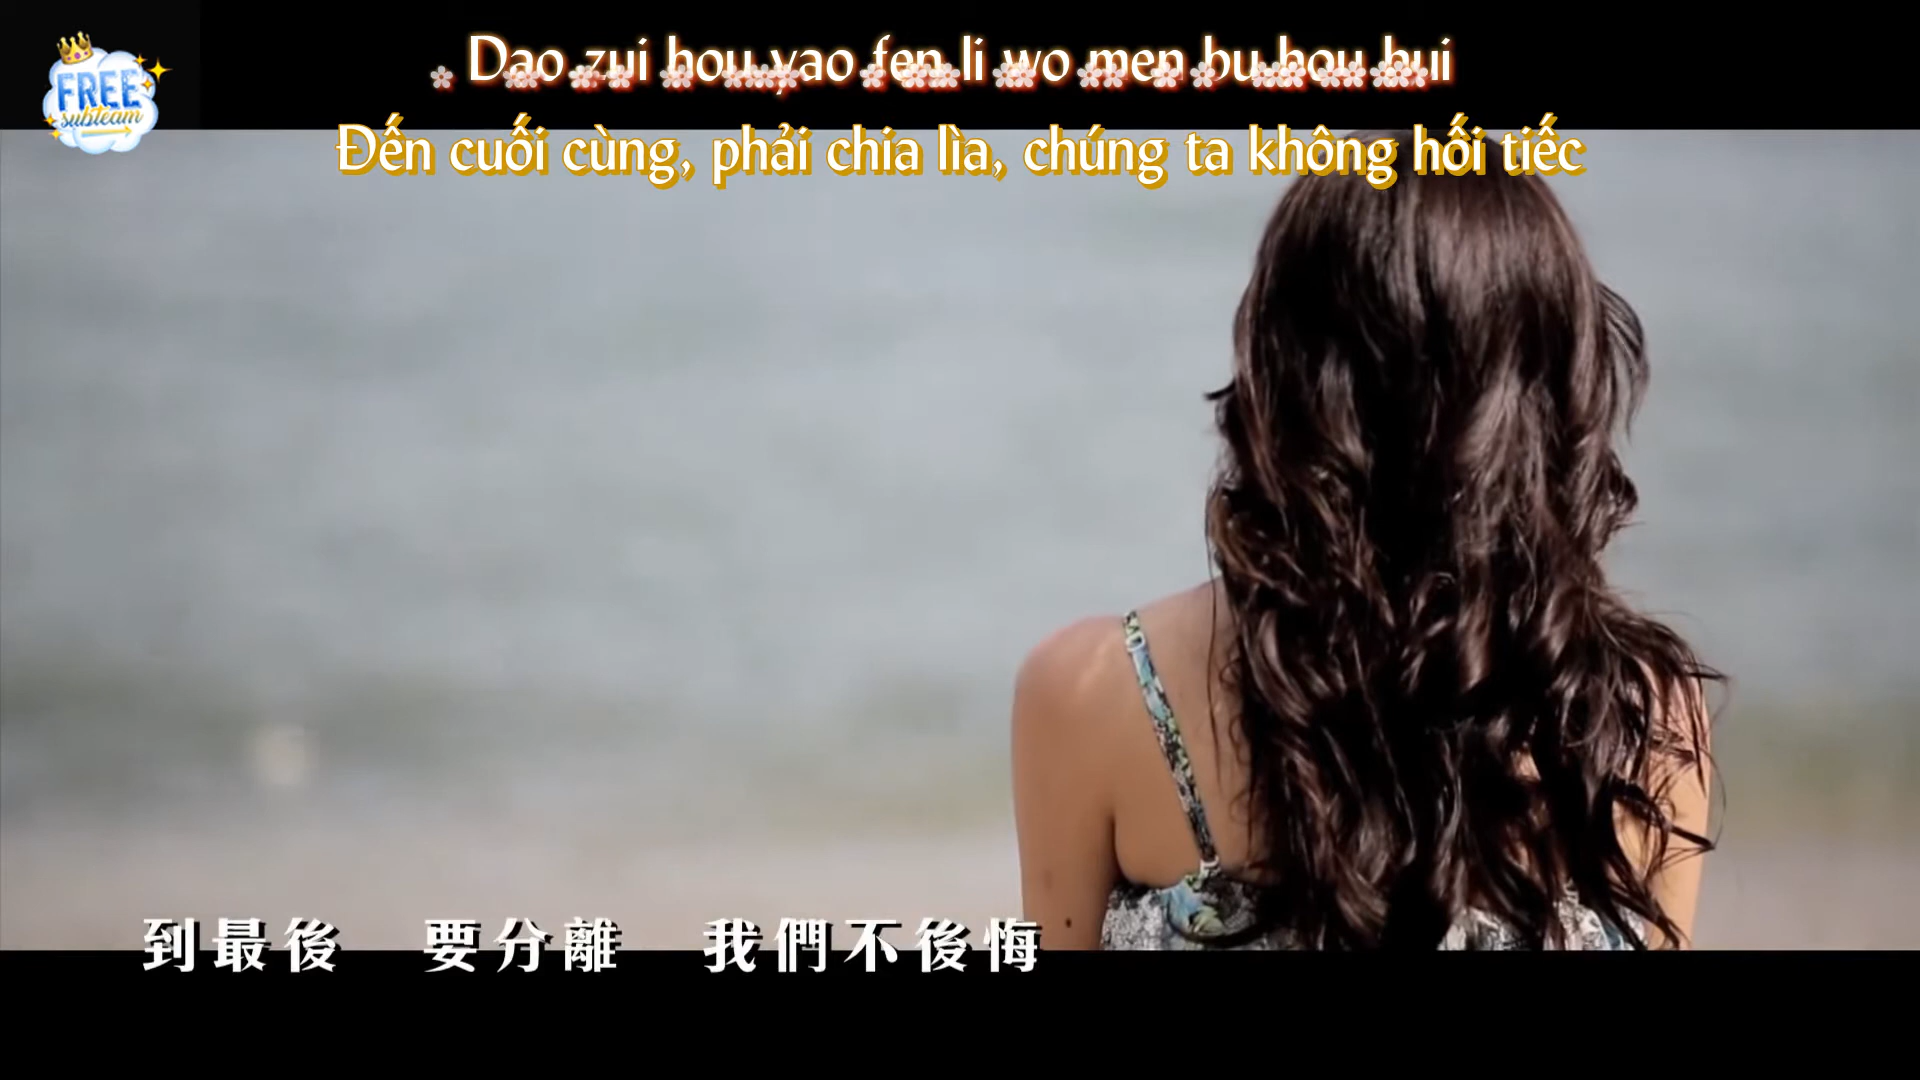 FREE
subteam
Dao zui hou yao fen li wo men bu hou hui
Đến cuối cùng, phải chia lìa, chúng ta không hối tiếc
到最後 要分離 我們不後悔